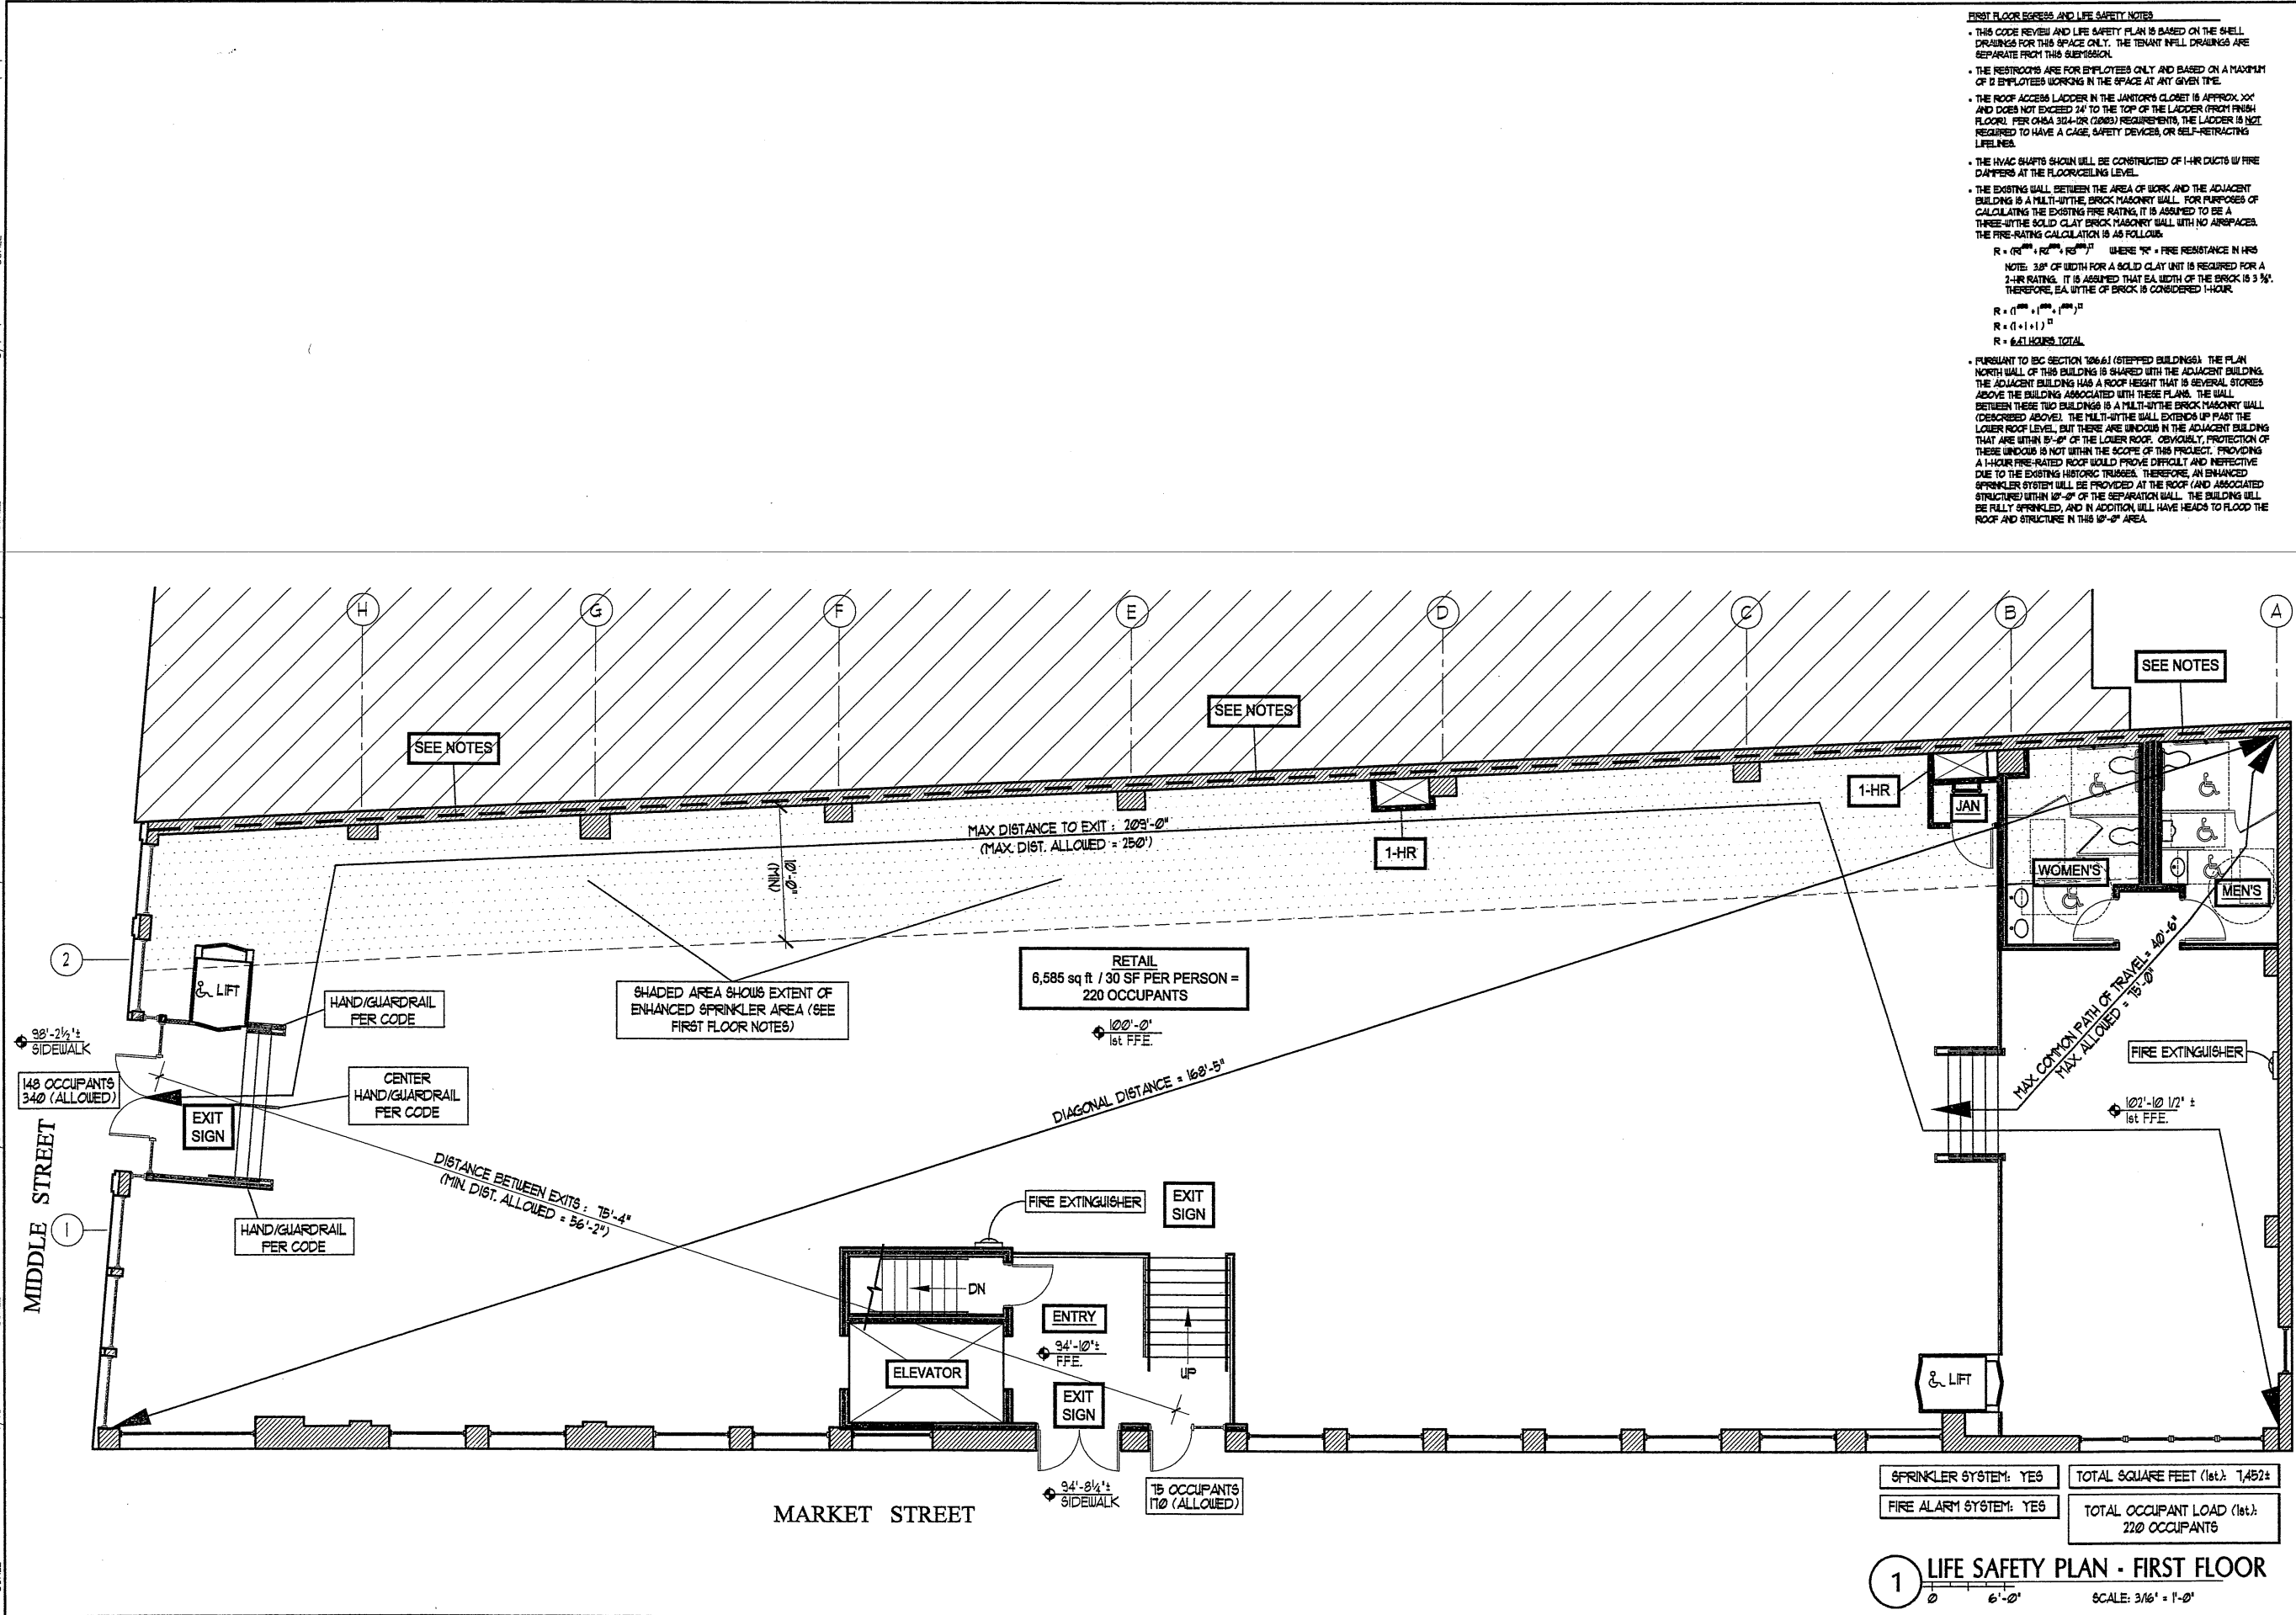 FIRST FLOOR EGRESS AND LIFE SAFETY NOTES
• THIS CODE REVIEW AND LIFE SAFETY PLAN IS BASED ON THE SHELL
DRAWINGS FOR THIS SPACE ONLY. THE TENANT INFILL DRAWINGS ARE
SEPARATE FROM THIS SUBMISSION.
• THE RESTROOMS ARE FOR EMPLOYEES ONLY AND BASED ON A MAXIMUM
OF EMPLOYEES WORKING IN THE SPACE AT ANY GIVEN TIME.
• THE ROOF ACCESS LADDER IN THE JANITOR'S CLOSET IS APPROX. XX'
AND DOES NOT EXCEED 24' TO THE TOP OF THE LADDER (FROM FINISH
FLOOR). PER OHSA 3124-12R (2003) REQUIREMENTS, THE LADDER IS NOT
REQUIRED TO HAVE A CAGE, SAFETY DEVICES, OR SELF-RETRACTING
LIFELINES.
• THE HVAC SHAFTS SHOWN WILL BE CONSTRUCTED OF 1-HR DUCTS W/ FIRE
DAMPERS AT THE FLOOR/CEILING LEVEL.
• THE EXISTING WALL BETWEEN THE AREA OF WORK AND THE ADJACENT
BUILDING IS A MULTI-WYTHE, BRICK MASONRY WALL. FOR PURPOSES OF
CALCULATING THE EXISTING FIRE RATING, IT IS ASSUMED TO BE A
THREE-WYTHE SOLID CLAY BRICK MASONRY WALL WITH NO AIRSPACES.
THE FIRE-RATING CALCULATION IS AS FOLLOWS:
WHERE "R" = FIRE RESISTANCE IN HRS
NOTE: 3.8" OF WIDTH FOR A SOLID CLAY UNIT IS REQUIRED FOR A
2-HR RATING. IT IS ASSUMED THAT EA. WIDTH OF THE BRICK IS 3 5/8".
THEREFORE, EA. WYTHE OF BRICK IS CONSIDERED 1-HOUR.
R = (1+1+1)
R = 6.47 HOURS TOTAL
• PURSUANT TO IBC SECTION 706.6.1 (STEPPED BUILDINGS): THE PLAN
NORTH WALL OF THIS BUILDING IS SHARED WITH THE ADJACENT BUILDING.
THE ADJACENT BUILDING HAS A ROOF HEIGHT THAT IS SEVERAL STORIES
ABOVE THE BUILDING ASSOCIATED WITH THESE PLANS. THE WALL
BETWEEN THESE TWO BUILDINGS IS A MULTI-WYTHE BRICK MASONRY WALL
(DESCRIBED ABOVE). THE MULTI-WYTHE WALL EXTENDS UP PAST THE
LOWER ROOF LEVEL, BUT THERE ARE WINDOWS IN THE ADJACENT BUILDING
THAT ARE WITHIN 15'-0" OF THE LOWER ROOF. OBVIOUSLY, PROTECTION OF
THESE WINDOWS IS NOT WITHIN THE SCOPE OF THIS PROJECT. PROVIDING
A 1-HOUR FIRE-RATED ROOF WOULD PROVE DIFFICULT AND INEFFECTIVE
DUE TO THE EXISTING HISTORIC TRUSSES. THEREFORE, AN ENHANCED
SPRINKLER SYSTEM WILL BE PROVIDED AT THE ROOF (AND ASSOCIATED
STRUCTURE) WITHIN 10'-0" OF THE SEPARATION WALL. THE BUILDING WILL
BE FULLY SPRINKLED, AND IN ADDITION, WILL HAVE HEADS TO FLOOD THE
ROOF AND STRUCTURE IN THIS 10'-0" AREA.
H
G
F
E
D
C
B
A
SEE NOTES
SEE NOTES
SEE NOTES
1-HR
JAN
MAX DISTANCE TO EXIT : 209'-0"
(MAX. DIST. ALLOWED = 250')
1-HR
10'-0"
(MIN)
WOMEN'S
MEN'S
2
LIFT
HAND/GUARDRAIL
PER CODE
SHADED AREA SHOWS EXTENT OF
ENHANCED SPRINKLER AREA (SEE
FIRST FLOOR NOTES)
RETAIL
6,585 sq ft / 30 SF PER PERSON =
220 OCCUPANTS
100'-0"
1st F.F.E.
98'-2½"±
SIDEWALK
148 OCCUPANTS
340 (ALLOWED)
CENTER
HAND/GUARDRAIL
PER CODE
EXIT
SIGN
MAX. COMMON PATH OF TRAVEL = 40'-6"
MAX. ALLOWED = 75'-0"
FIRE EXTINGUISHER
102'-10 1/2" ±
1st F.F.E.
DIAGONAL DISTANCE = 168'-5"
DISTANCE BETWEEN EXITS : 75'-4"
(MIN. DIST. ALLOWED = 56'-2")
MIDDLE STREET
1
HAND/GUARDRAIL
PER CODE
FIRE EXTINGUISHER
EXIT
SIGN
DN
ENTRY
94'-10"±
F.F.E.
ELEVATOR
UP
EXIT
SIGN
LIFT
94'-8¼"±
SIDEWALK
75 OCCUPANTS
170 (ALLOWED)
MARKET STREET
SPRINKLER SYSTEM: YES
TOTAL SQUARE FEET (1st.): 7,452±
FIRE ALARM SYSTEM: YES
TOTAL OCCUPANT LOAD (1st.):
220 OCCUPANTS
1
LIFE SAFETY PLAN - FIRST FLOOR
0 6'-0"
SCALE: 3/16" = 1'-0"